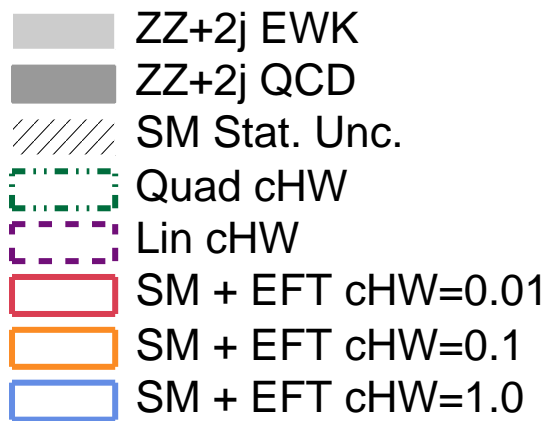 ZZ+2j EWK
ZZ+2j QCD
SM Stat. Unc.
Quad cHW
Lin cHW
SM + EFT cHW=0.01
SM + EFT cHW=0.1
SM + EFT cHW=1.0